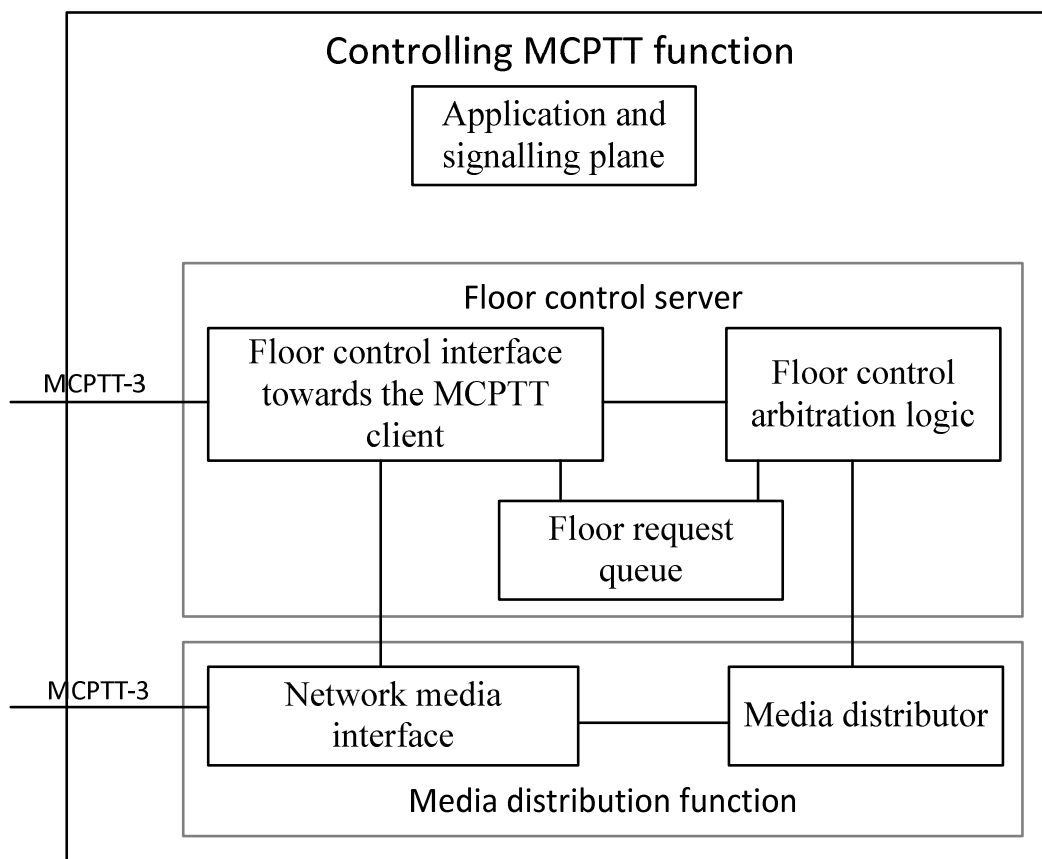 Controlling MCPTT function
Application and
signalling plane
Floor control server
Floor control interface
towards the MCPTT
client
Floor control
arbitration logic
MCPTT-3
Floor request
queue
MCPTT-3
Network media
interface
Media distributor
Media distribution function